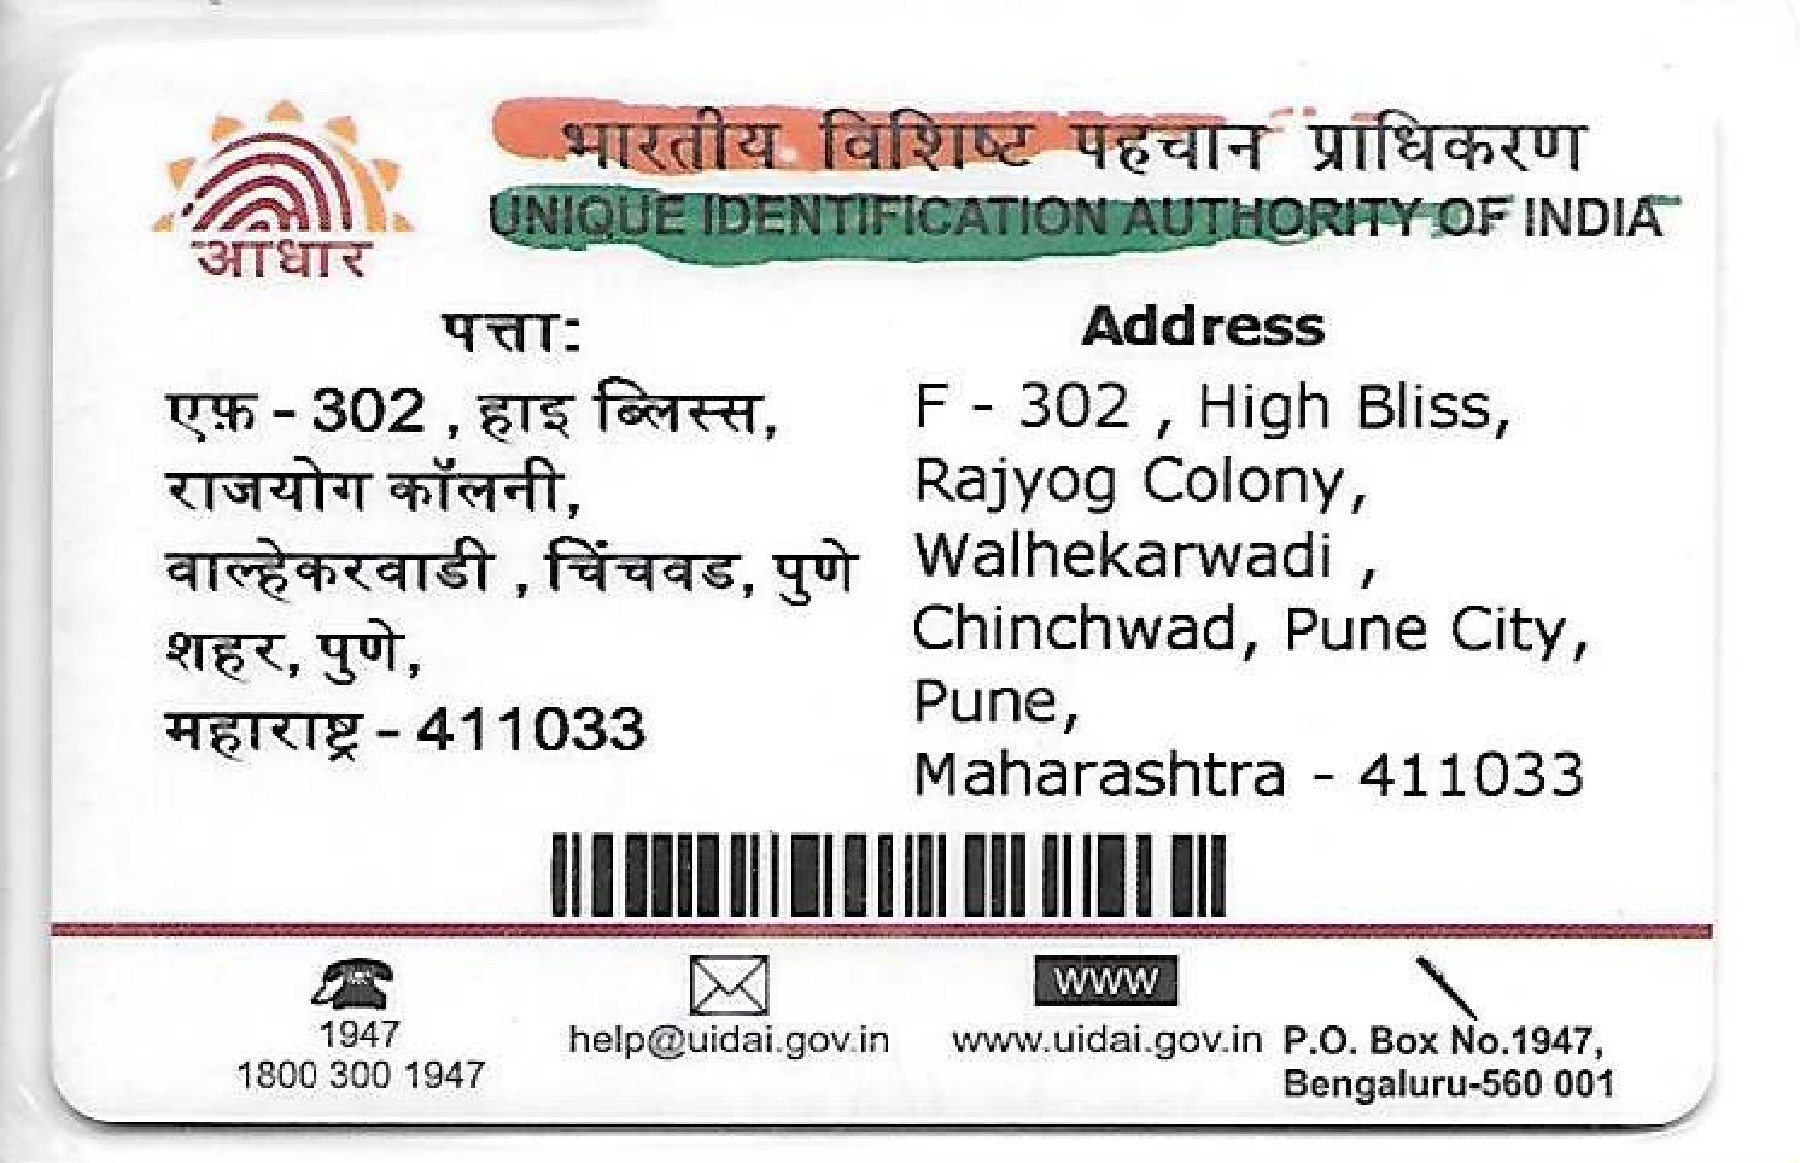 भारतीय विशिष्ट पहचान प्राधिकरण
UNIQUE IDENTIFICATION AUTHORITY OF INDIA
आधार
पत्ता:
एफ़ - 302 , हाइ ब्लिस्स,
राजयोग कॉलनी,
वाल्हेकरवाडी , चिंचवड, पुणे
शहर, पुणे,
महाराष्ट्र - 411033
Address
F - 302 , High Bliss,
Rajyog Colony,
Walhekarwadi ,
Chinchwad, Pune City,
Pune,
Maharashtra - 411033
1947
1800 300 1947
help@uidai.gov.in
www
www.uidai.gov.in
P.O. Box No.1947,
Bengaluru-560 001